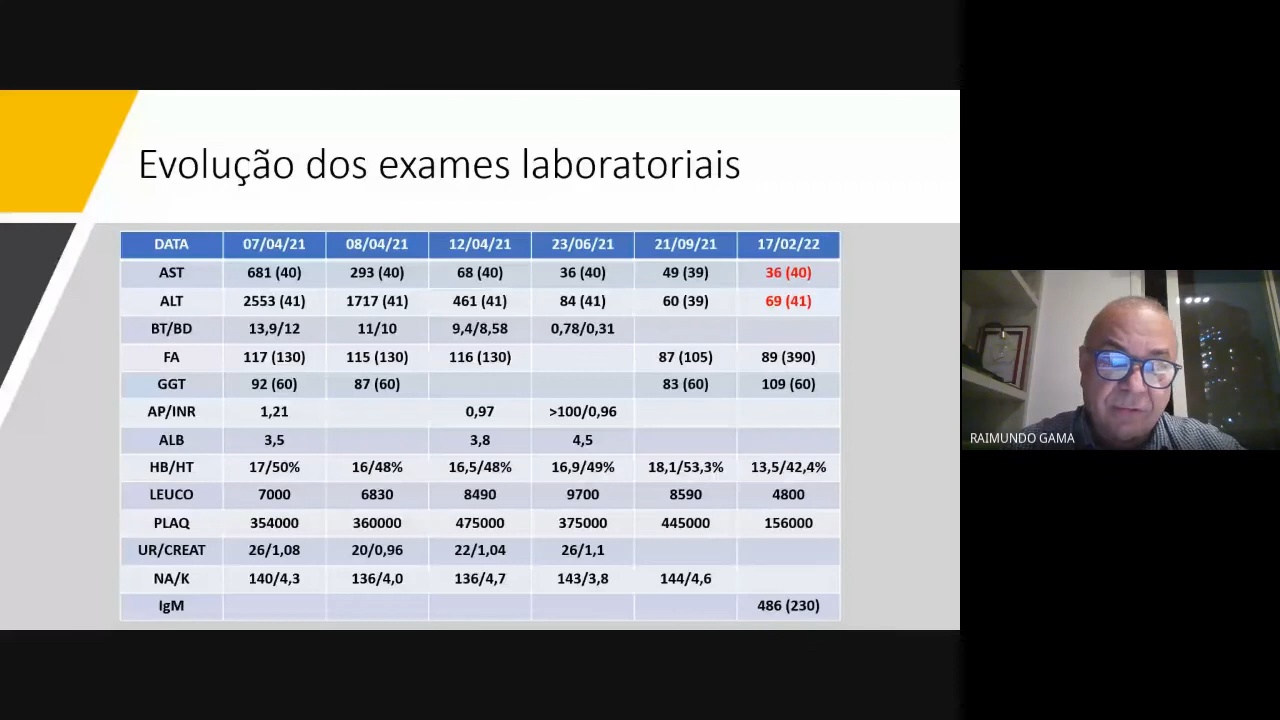 Evolução dos exames laboratoriais
DATA 07/04/21 08/04/21 12/04/21 23/06/21 21/09/21 17/02/22
AST 681 (40) 293 (40) 68 (40) 36 (40) 49 (39) 36 (40)
ALT 2553 (41) 1717 (41) 461 (41) 84 (41) 60 (39) 69 (41)
BT/BD 13,9/12 11/10 9,4/8,58 0,78/0,31
FA 117 (130) 115 (130) 116 (130) 87 (105) 89 (390)
GGT 92 (60) 87 (60) 83 (60) 109 (60)
AP/INR 1,21 0,97 >100/0,96
ALB 3,5 3,8 4,5
HB/HT 17/50% 16/48% 16,5/48% 16,9/49% 18,1/53,3% 13,5/42,4%
LEUCO 7000 6830 8490 9700 8590 4800
PLAQ 354000 360000 475000 375000 445000 156000
UR/CREAT 26/1,08 20/0,96 22/1,04 26/1,1
NA/K 140/4,3 136/4,0 136/4,7 143/3,8 144/4,6
IgM 486 (230)
RAIMUNDO GAMA